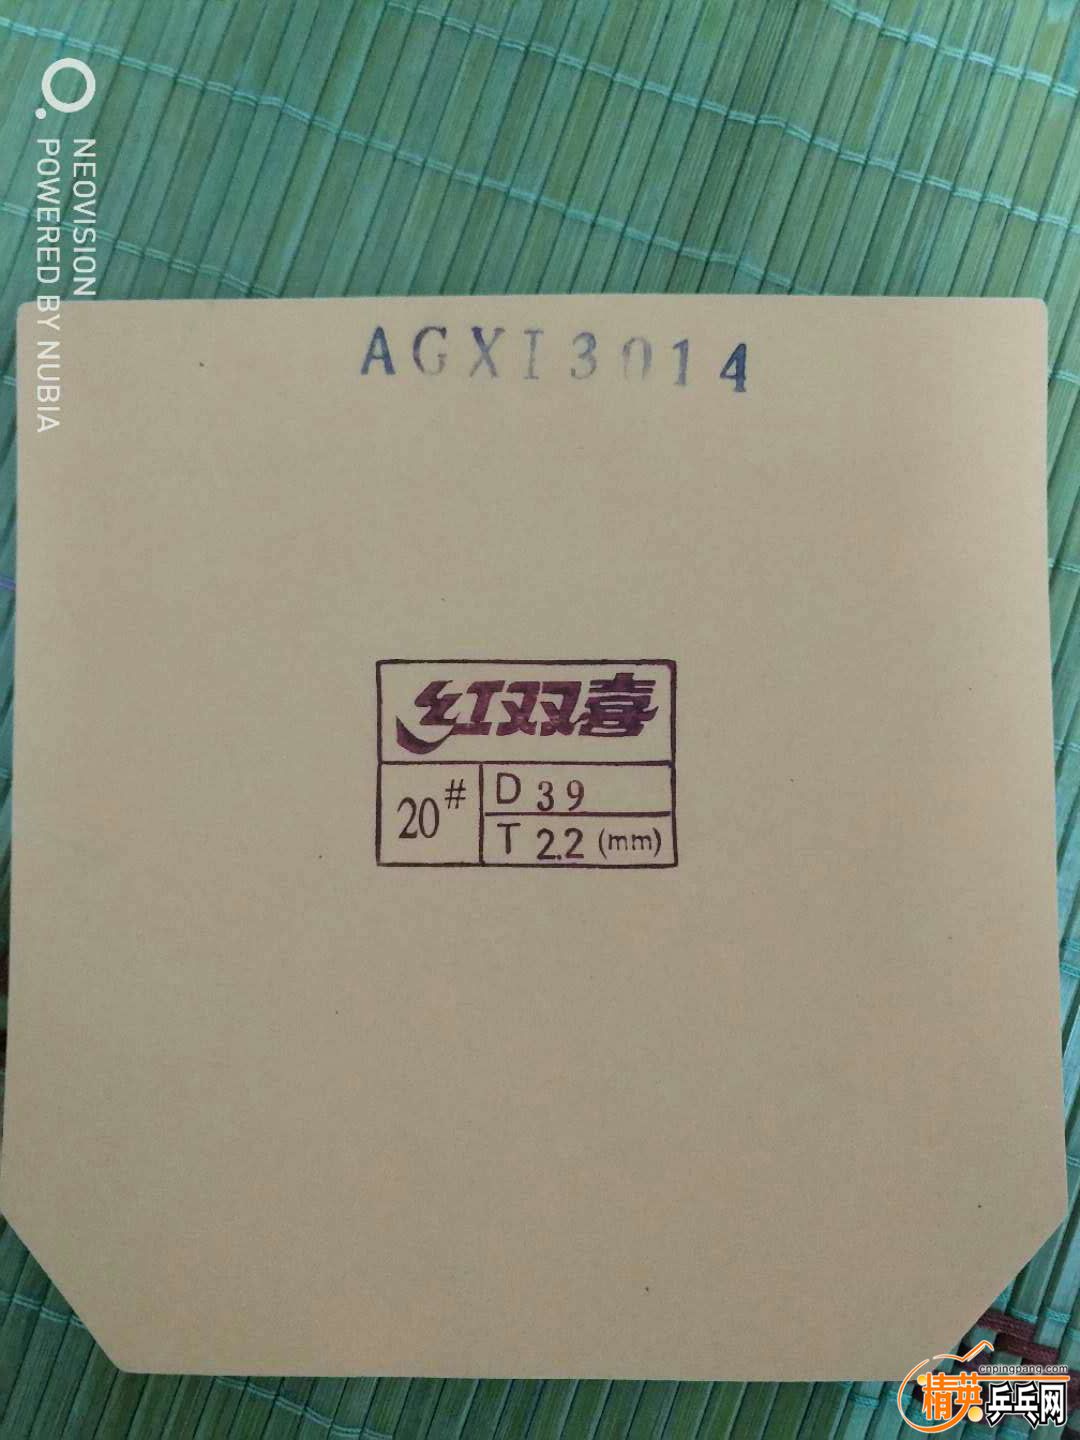 NEOVISION
POWERED BY NUBIA
AGXI3014
红双喜
20#
D 39
T 2.2 (mm)
cnpingpang.com
精英乒乓网